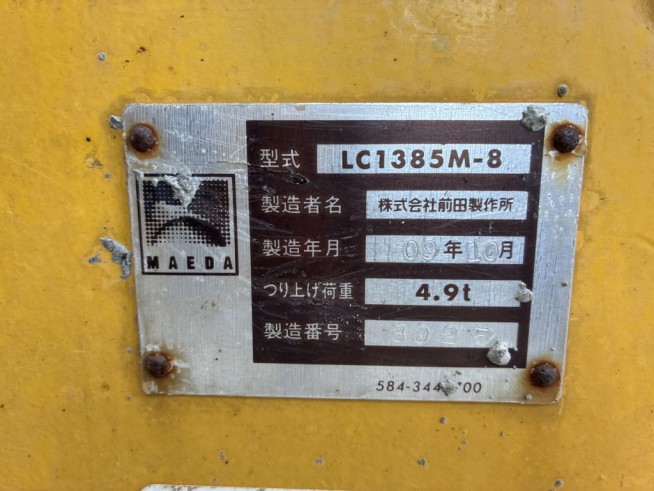 型式 LC1385M-8
製造者名 株式会社前田製作所
製造年月 09年10月
つり上げ荷重 4.9t
製造番号
MAEDA